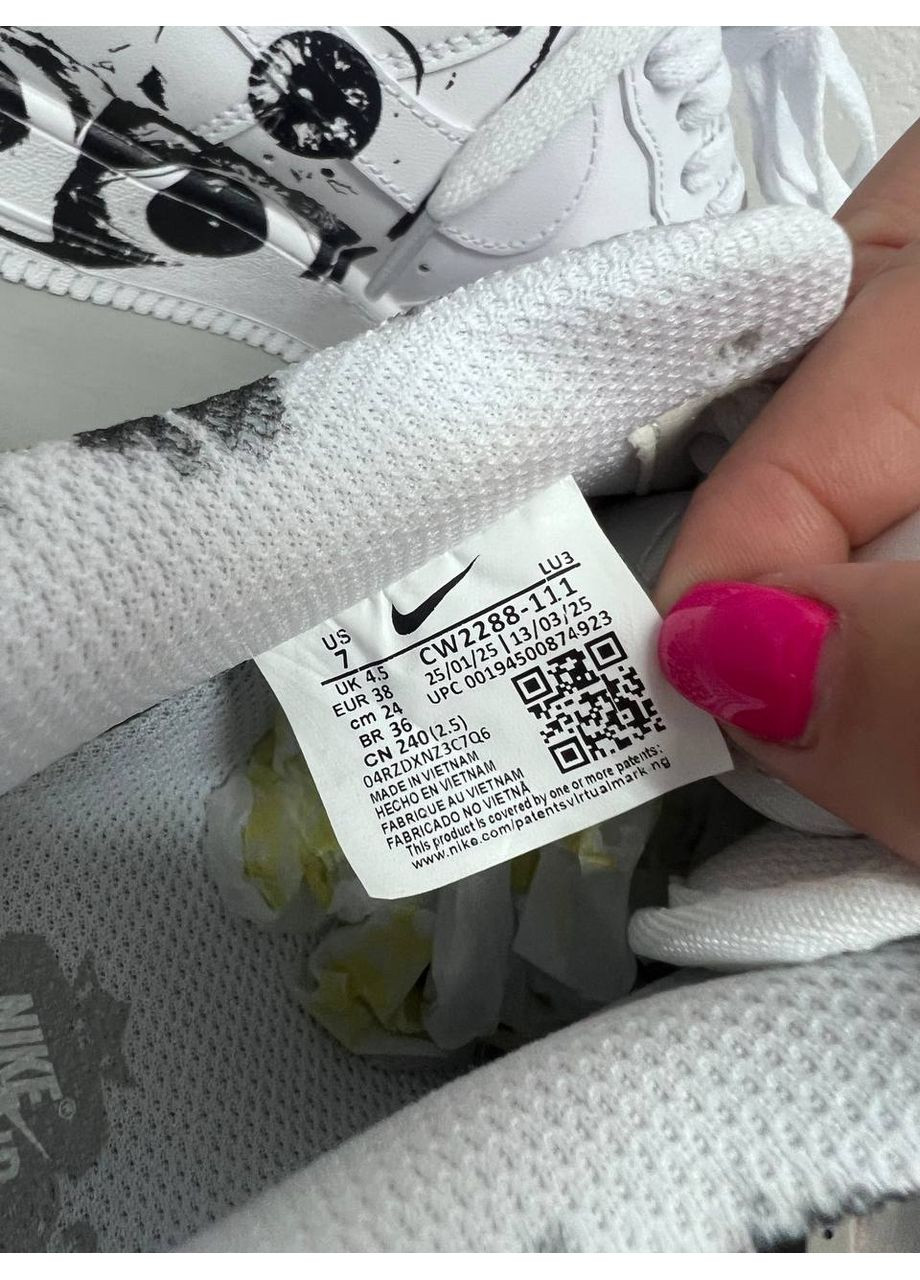 LU3
US
7
CW2288-111
UK 4.5
25/01/25 | 13/03/25
EUR 38
UPC 00194500874923
cm 24
BR 36
CN 240(2.5)
04RZDXNZ3C7Q6
MADE IN VIETNAM
HECHO EN VIETNAM
FABRIQUE AU VIETNAM
FABRICADO NO VIETNA
This product is covered by one or more patents:
www.nike.com/patentsvirtualmark ng
NIKE
®